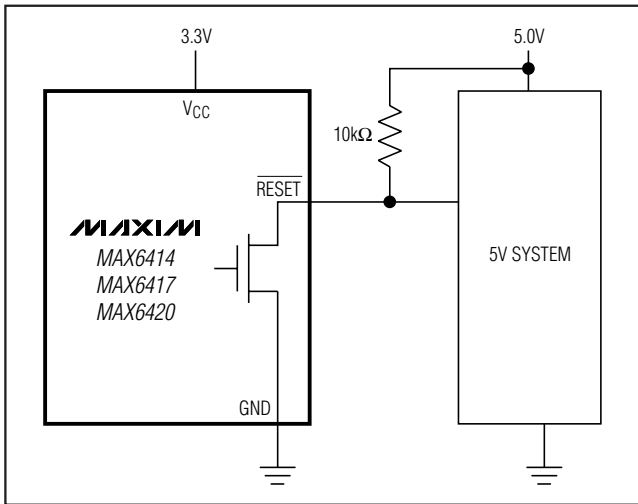 3.3V
5.0V
VCC
10kΩ
RESET
MAXIM
MAX6414
MAX6417
MAX6420
5V SYSTEM
GND